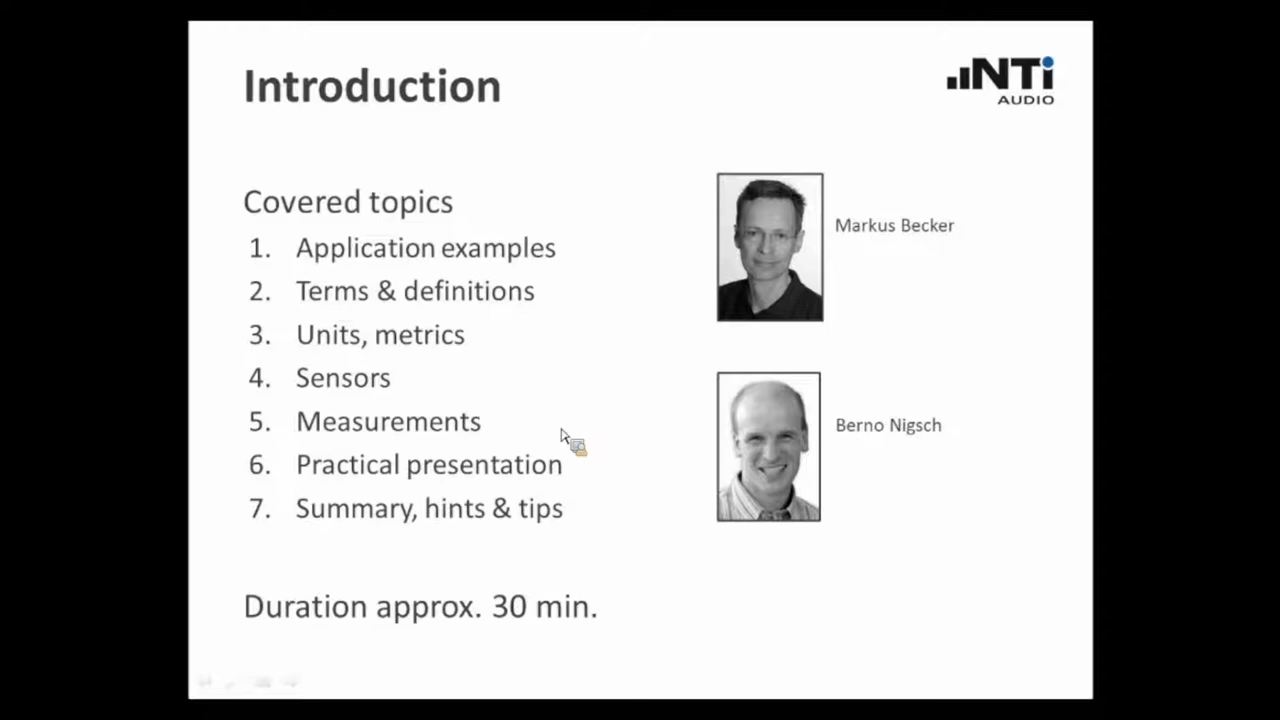 Introduction
NTi
AUDIO
Covered topics
1. Application examples
2. Terms & definitions
3. Units, metrics
4. Sensors
5. Measurements
6. Practical presentation
7. Summary, hints & tips
Duration approx. 30 min.
Markus Becker
Berno Nigsch